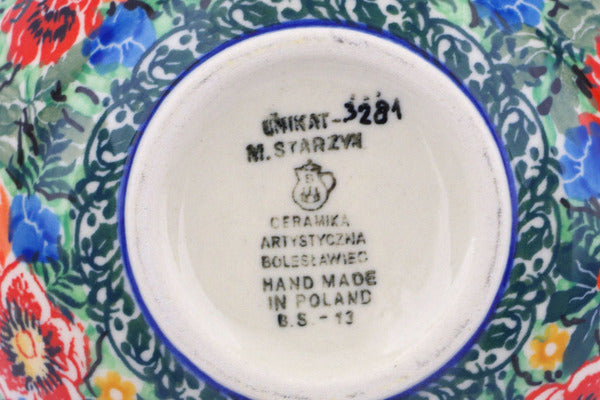 UNIKAT-3281
M. STARZYK
CERAMIKA
ARTYSTYCZNA
BOLESŁAWIEC
HAND MADE
IN POLAND
B.S.-13